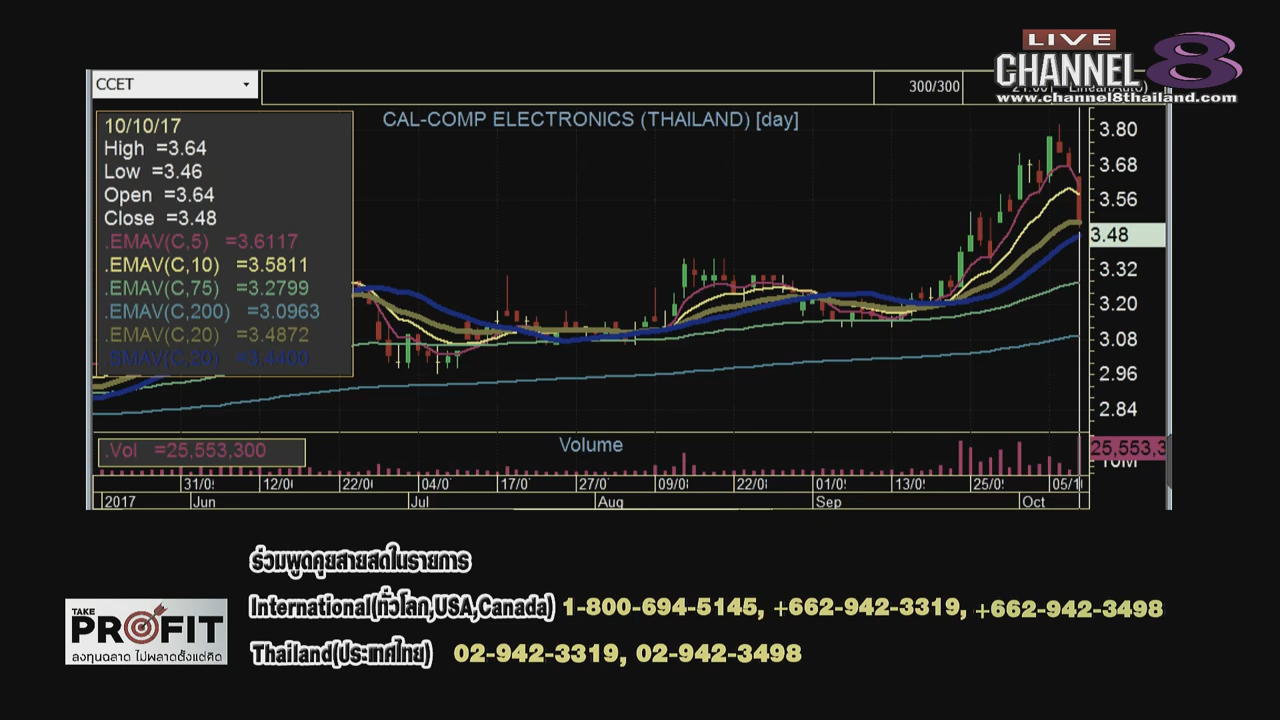 LIVE
CHANNEL 8
www.channel8thailand.com
CCET
300/300
CAL-COMP ELECTRONICS (THAILAND) [day]
10/10/17
High =3.64
Low =3.46
Open =3.64
Close =3.48
.EMAV(C,5) =3.6117
.EMAV(C,10) =3.5811
.EMAV(C,75) =3.2799
.EMAV(C,200) =3.0963
.EMAV(C,20) =3.4872
.SMAV(C,20) =3.4400
3.80
3.68
3.56
3.48
3.32
3.20
3.08
2.96
2.84
.Vol =25,553,300
Volume
25,553,3
10M
31/0 12/0 22/0 04/0 17/0 27/0 09/0 22/0 01/0 13/0 25/0 05/1
2017 Jun Jul Aug Sep Oct
ร่วมพูดคุยสายสดในรายการ
International(ทั่วโลก,USA,Canada) 1-800-694-5145, +662-942-3319, +662-942-3498
Thailand(ประเทศไทย) 02-942-3319, 02-942-3498
TAKE
PROFIT
ลงทุนฉลาด ไม่พลาดตั้งแต่คิด